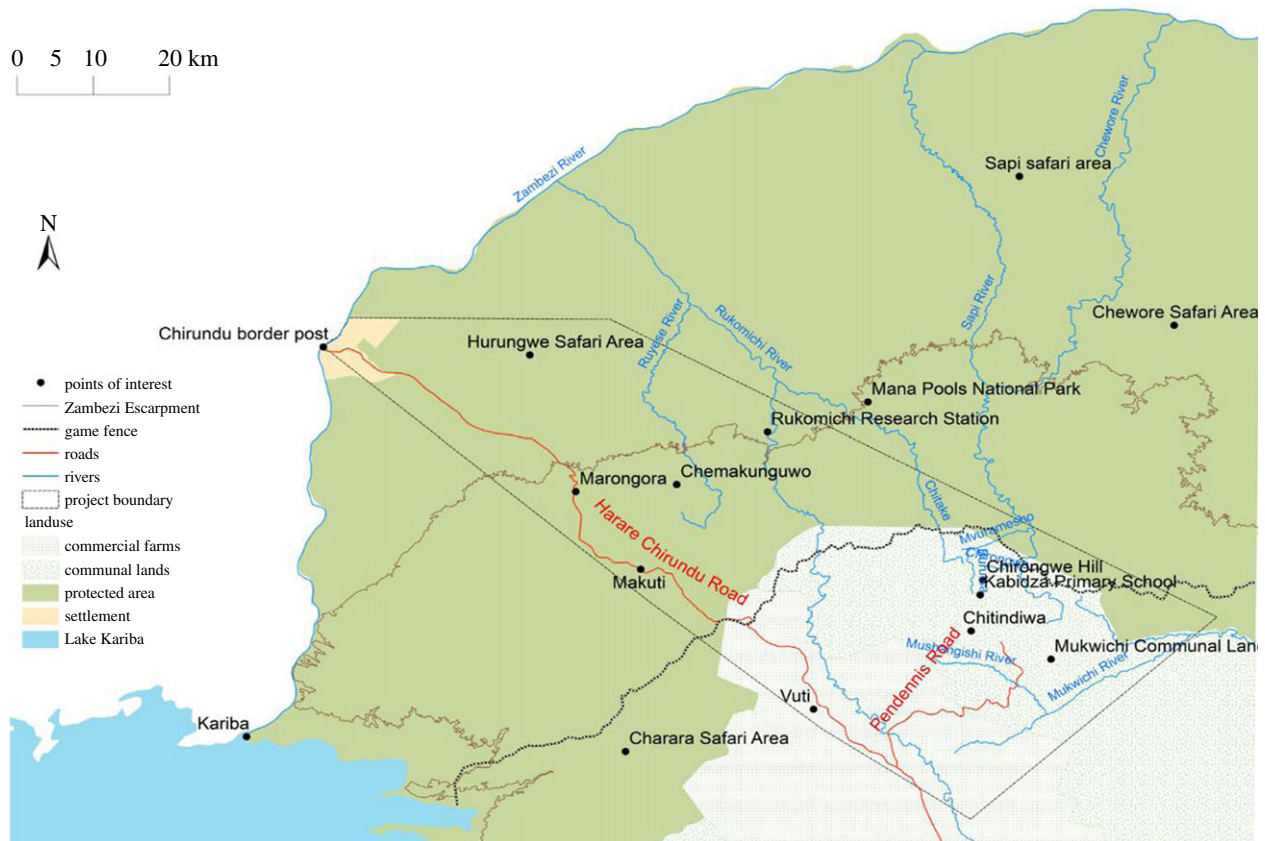 0 5 10 20 km
N
Zambezi River
Chewore River
Sapi safari area
Sapi River
Chewore Safari Area
Chirundu border post
Hurungwe Safari Area
Ruyese River
Rukomichi River
Mana Pools National Park
Rukomichi Research Station
points of interest
Zambezi Escarpment
game fence
roads
rivers
project boundary
landuse
commercial farms
communal lands
protected area
settlement
Lake Kariba
Marongora
Chemakunguwo
Harare Chirundu Road
Makuti
Chitake
Mvuramesho
Chirongwe Hill
Kabidza Primary School
Chitindiwa
Mukwichi Communal Lan
Mushangishi River
Mukwichi River
Pendennis Road
Vuti
Kariba
Charara Safari Area